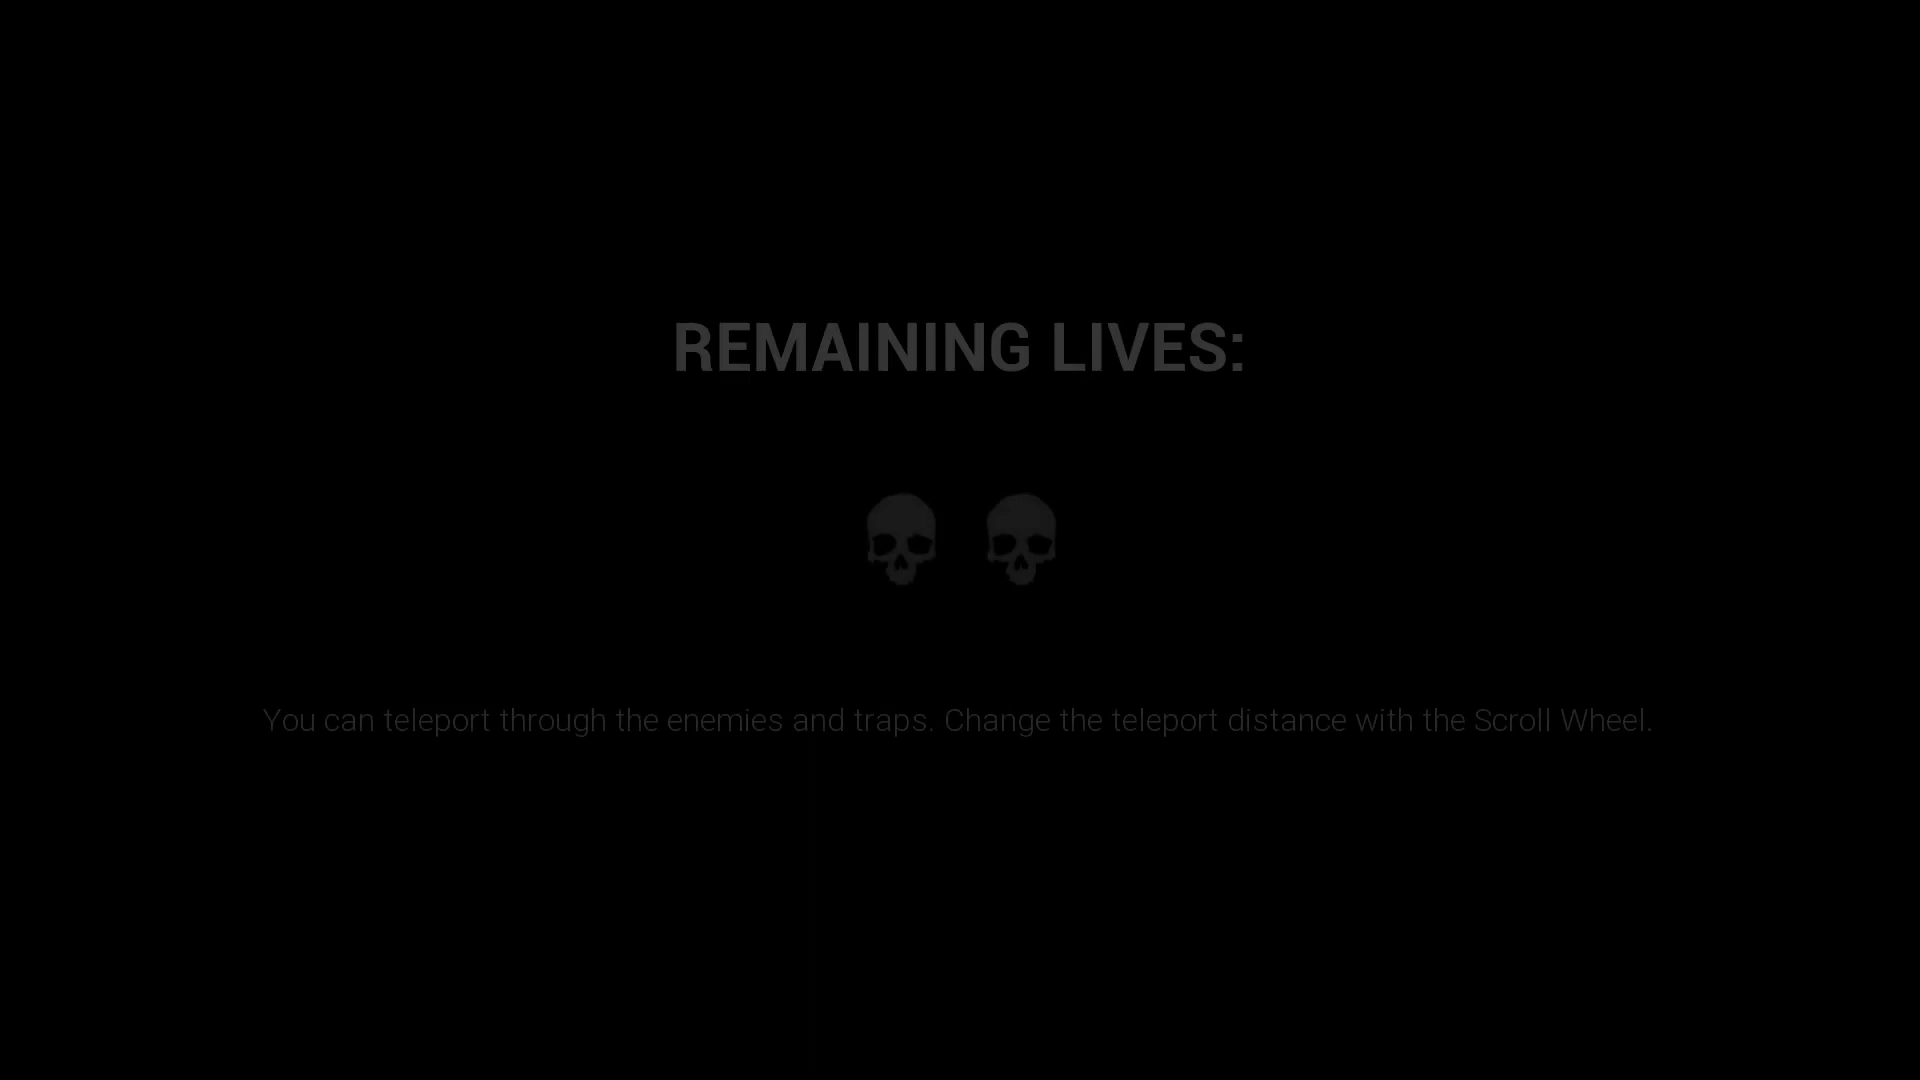 REMAINING LIVES:
You can teleport through the enemies and traps. Change the teleport distance with the Scroll Wheel.